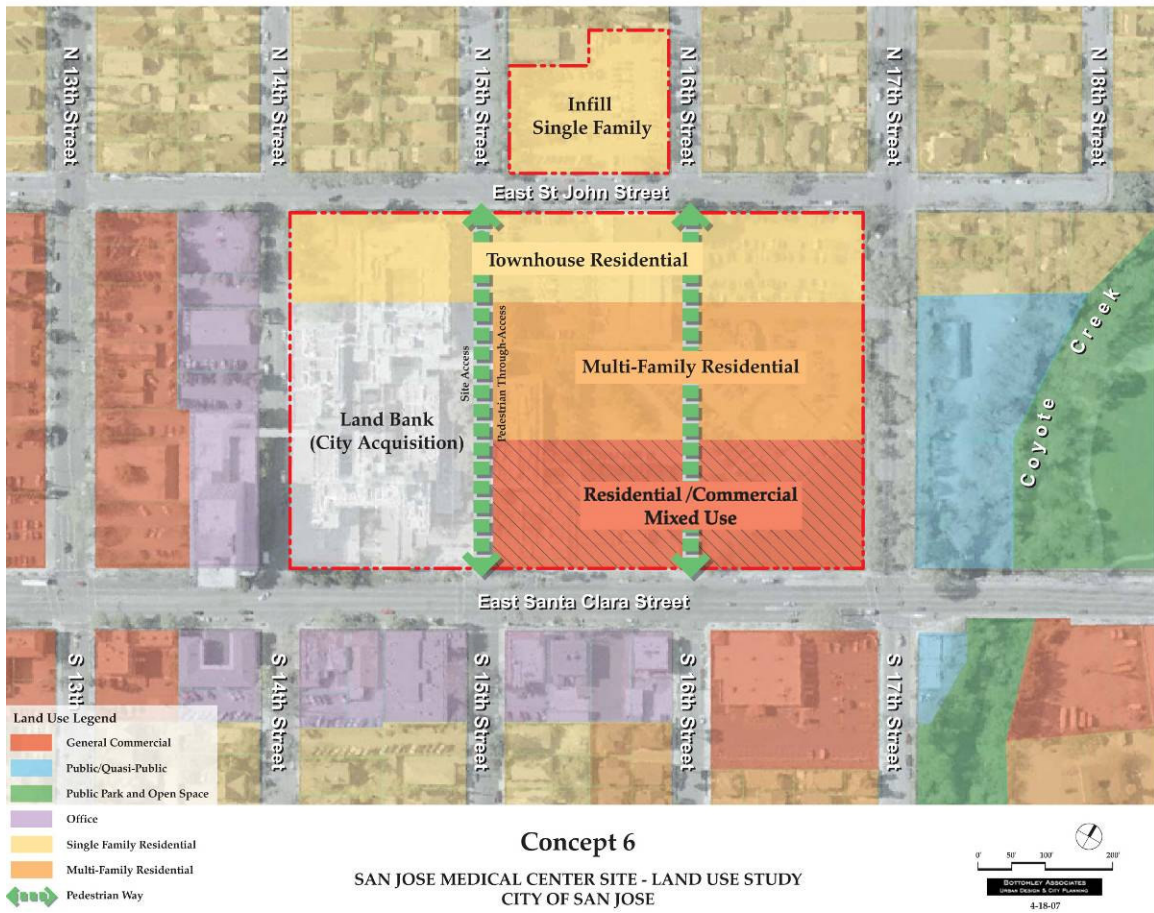 N 13th Street
N 14th Street
N 15th Street
N 16th Street
N 17th Street
N 18th Street
Infill
Single Family
East St John Street
Townhouse Residential
Site Access
Pedestrian Through-Access
Multi-Family Residential
Land Bank
(City Acquisition)
Residential /Commercial
Mixed Use
Coyote Creek
East Santa Clara Street
S 13th
S 14th Street
S 15th Street
S 16th Street
S 17th Street
Land Use Legend
General Commercial
Public/Quasi-Public
Public Park and Open Space
Office
Single Family Residential
Multi-Family Residential
Pedestrian Way
Concept 6
SAN JOSE MEDICAL CENTER SITE - LAND USE STUDY
CITY OF SAN JOSE
0' 50' 100' 200'
BOTTOMLEY ASSOCIATES
URBAN DESIGN & CITY PLANNING
4-18-07